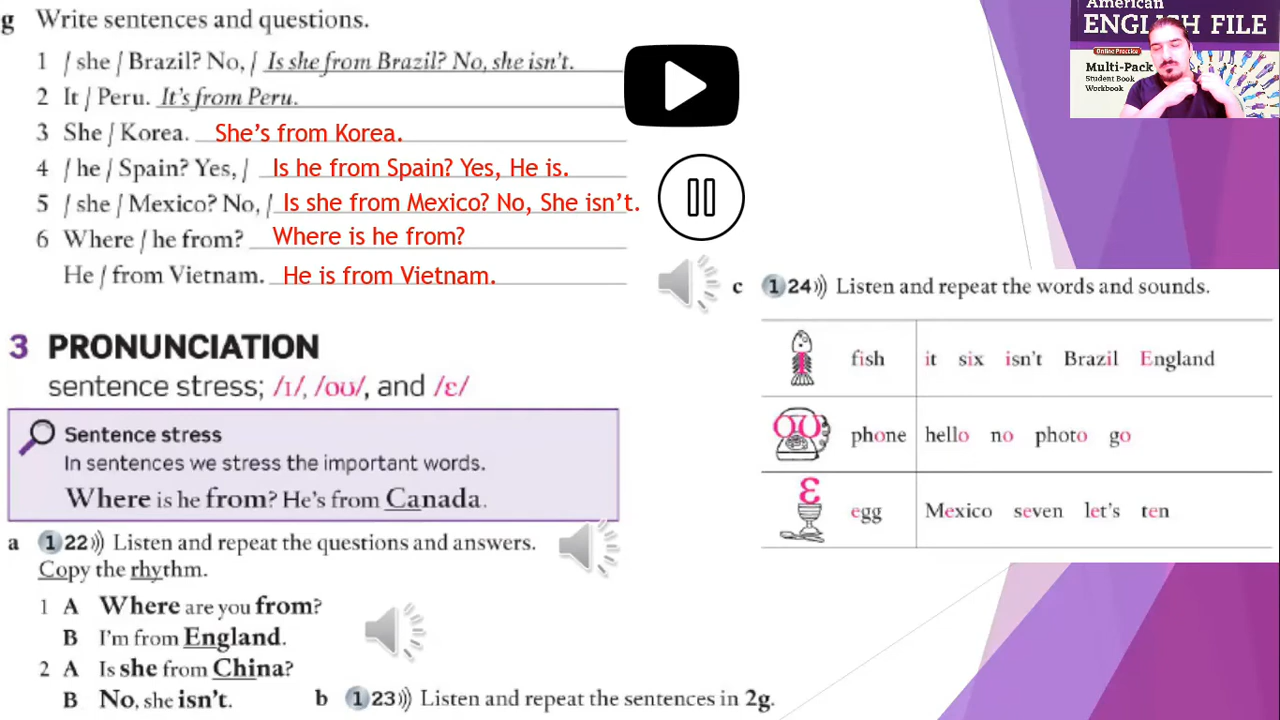 g Write sentences and questions.
1 / she / Brazil? No, / Is she from Brazil? No, she isn't.
2 It / Peru. It's from Peru.
3 She / Korea. She's from Korea.
4 / he / Spain? Yes, / Is he from Spain? Yes, He is.
5 / she / Mexico? No, / Is she from Mexico? No, She isn't.
6 Where / he from? Where is he from?
He / from Vietnam. He is from Vietnam.
3 PRONUNCIATION
sentence stress; /ɪ/, /oʊ/, and /ɛ/
Sentence stress
In sentences we stress the important words.
Where is he from? He's from Canada.
a 1 22))) Listen and repeat the questions and answers.
Copy the rhythm.
1 A Where are you from?
B I'm from England.
2 A Is she from China?
B No, she isn't.
b 1 23))) Listen and repeat the sentences in 2g.
American
ENGLISH FILE
Online Practice
Multi-Pack
Student Book
Workbook
c 1 24))) Listen and repeat the words and sounds.
ɪ fish it six isn't Brazil England
oʊ phone hello no photo go
ɛ egg Mexico seven let's ten